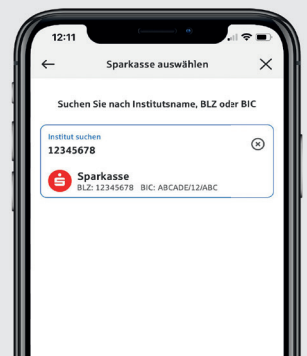 12:11
Sparkasse auswählen
Suchen Sie nach Institutsname, BLZ oder BIC
Institut suchen
12345678
Sparkasse
BLZ: 12345678 BIC: ABCADE/12/ABC